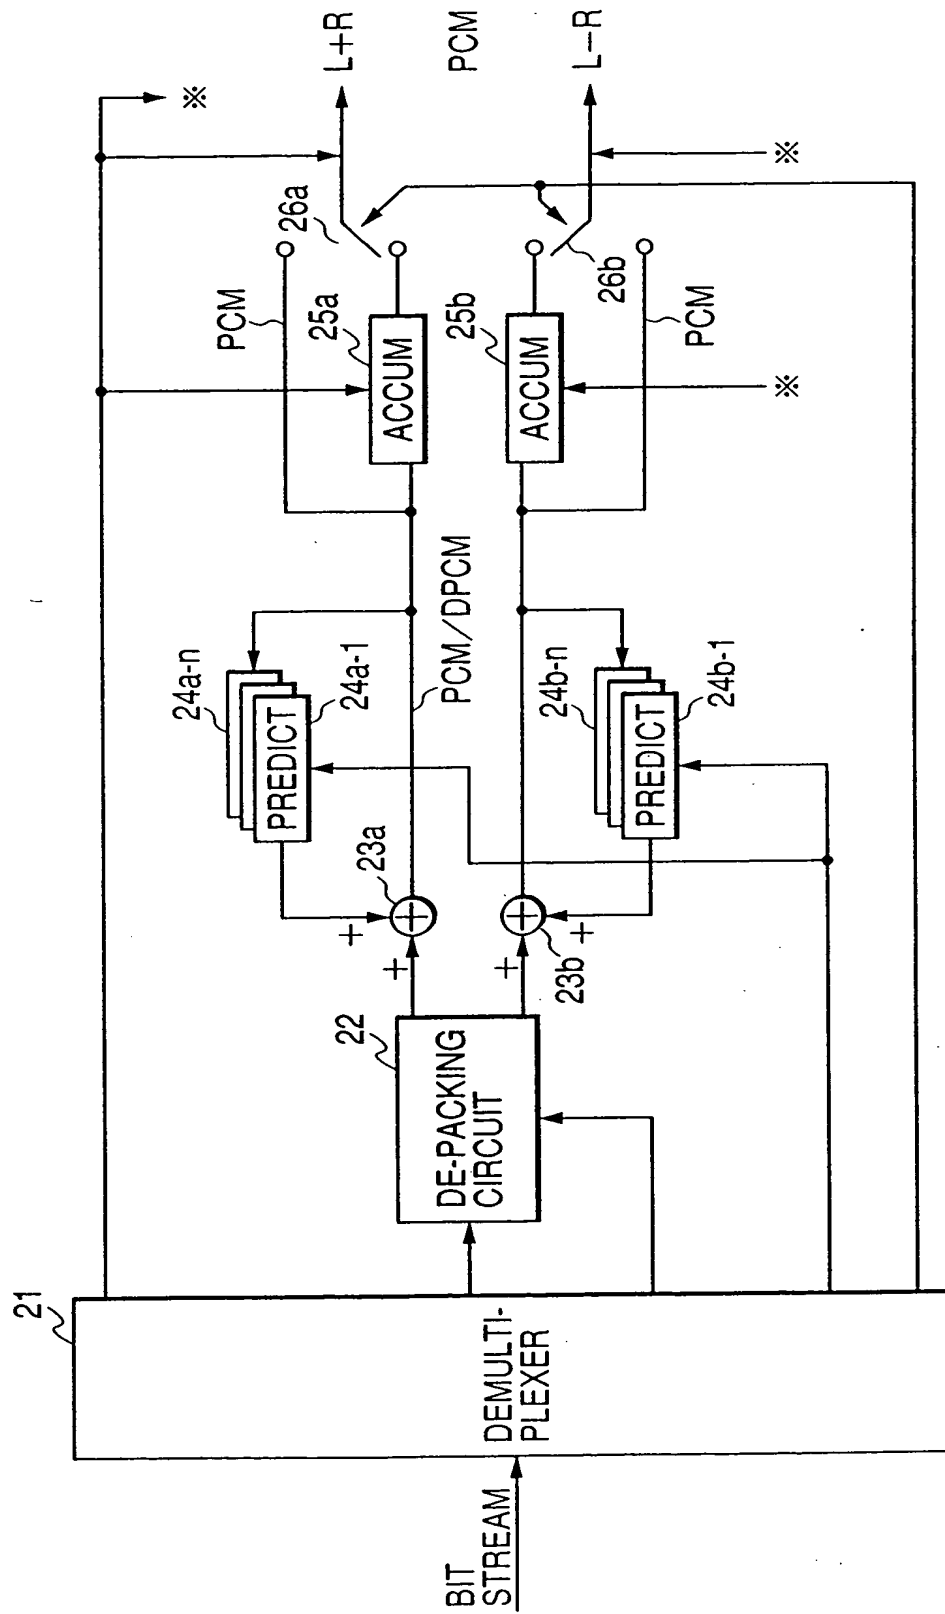 BIT
STREAM
21
DEMULTI-
PLEXER
22
DE-PACKING
CIRCUIT
+
+
23a
+
+
23b
24a-n
PREDICT
24a-1
24b-n
PREDICT
24b-1
PCM/DPCM
PCM
25a
ACCUM
25b
ACCUM
PCM
26a
26b
※
※
※
L+R
PCM
L−R